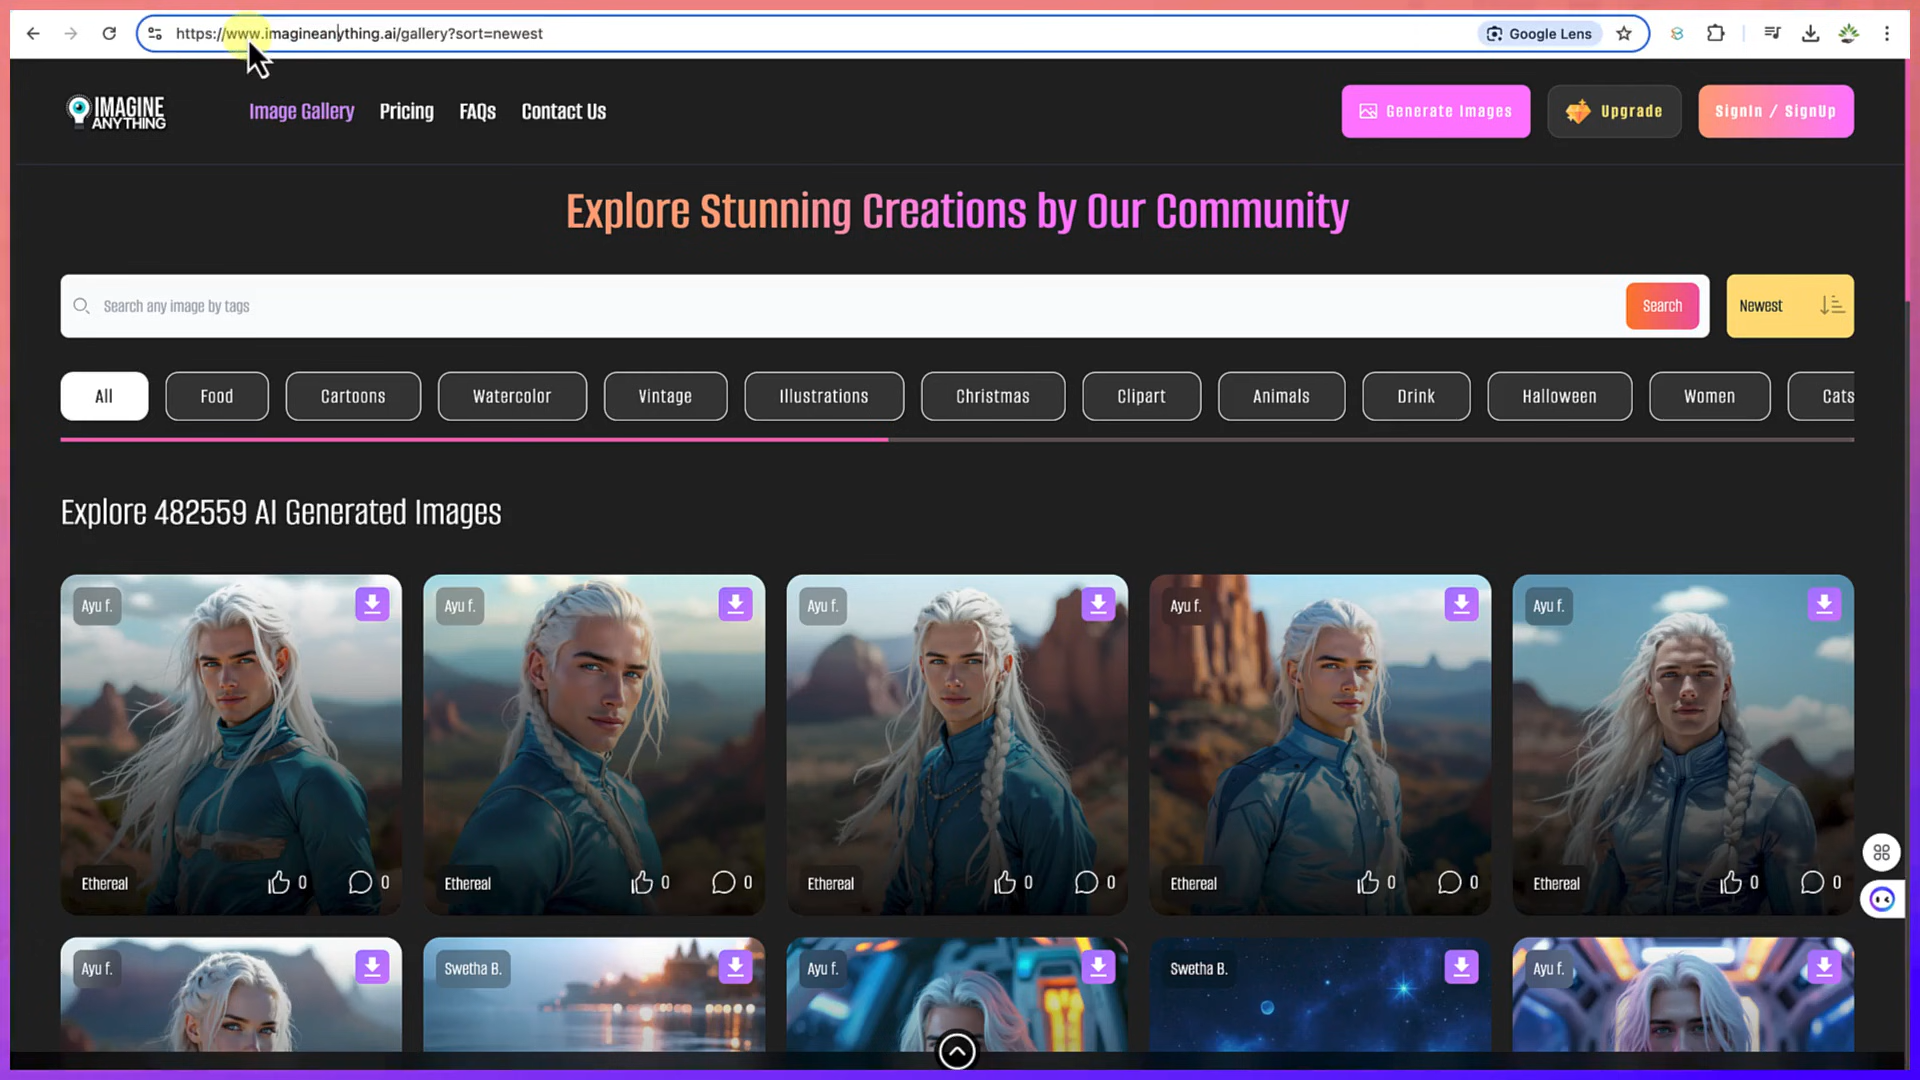 https://www.imagineanything.ai/gallery?sort=newest
Google Lens
IMAGINE
ANYTHING
Image Gallery
Pricing
FAQs
Contact Us
Generate Images
Upgrade
SignIn / SignUp
Explore Stunning Creations by Our Community
Search any image by tags
Search
Newest
All
Food
Cartoons
Watercolor
Vintage
Illustrations
Christmas
Clipart
Animals
Drink
Halloween
Women
Cats
Explore 482559 AI Generated Images
Ayu f.
Ayu f.
Ayu f.
Ayu f.
Ayu f.
Ethereal
0
0
Ethereal
0
0
Ethereal
0
0
Ethereal
0
0
Ethereal
0
0
Ayu f.
Swetha B.
Ayu f.
Swetha B.
Ayu f.